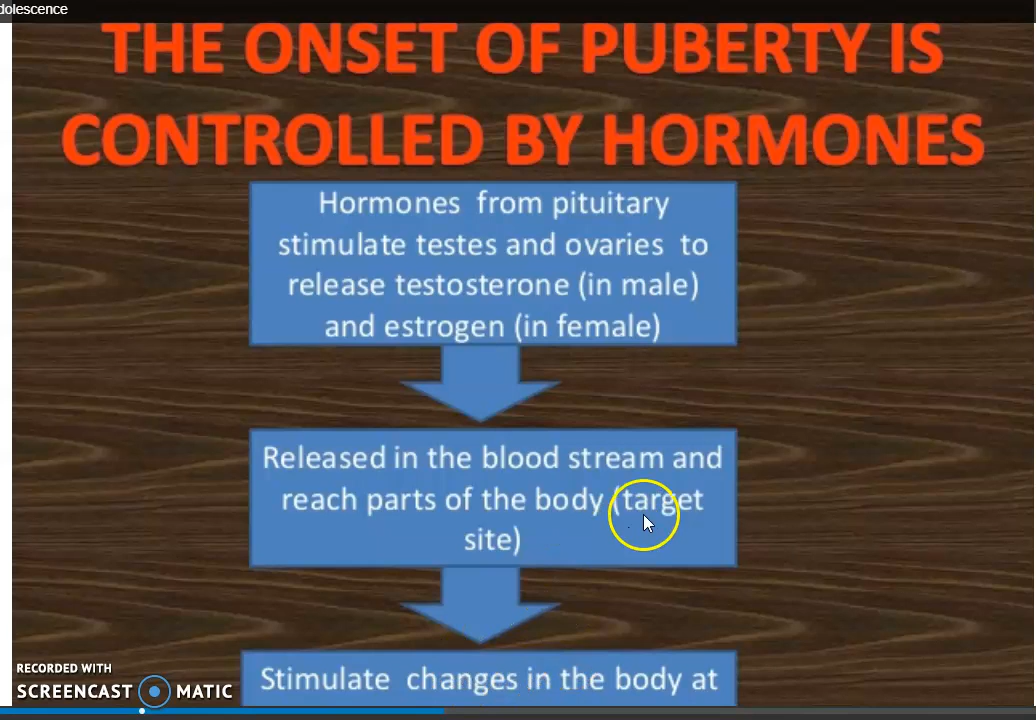 dolescence
THE ONSET OF PUBERTY IS
CONTROLLED BY HORMONES
Hormones from pituitary
stimulate testes and ovaries to
release testosterone (in male)
and estrogen (in female)
Released in the blood stream and
reach parts of the body (target
site)
Stimulate changes in the body at
RECORDED WITH
SCREENCAST MATIC